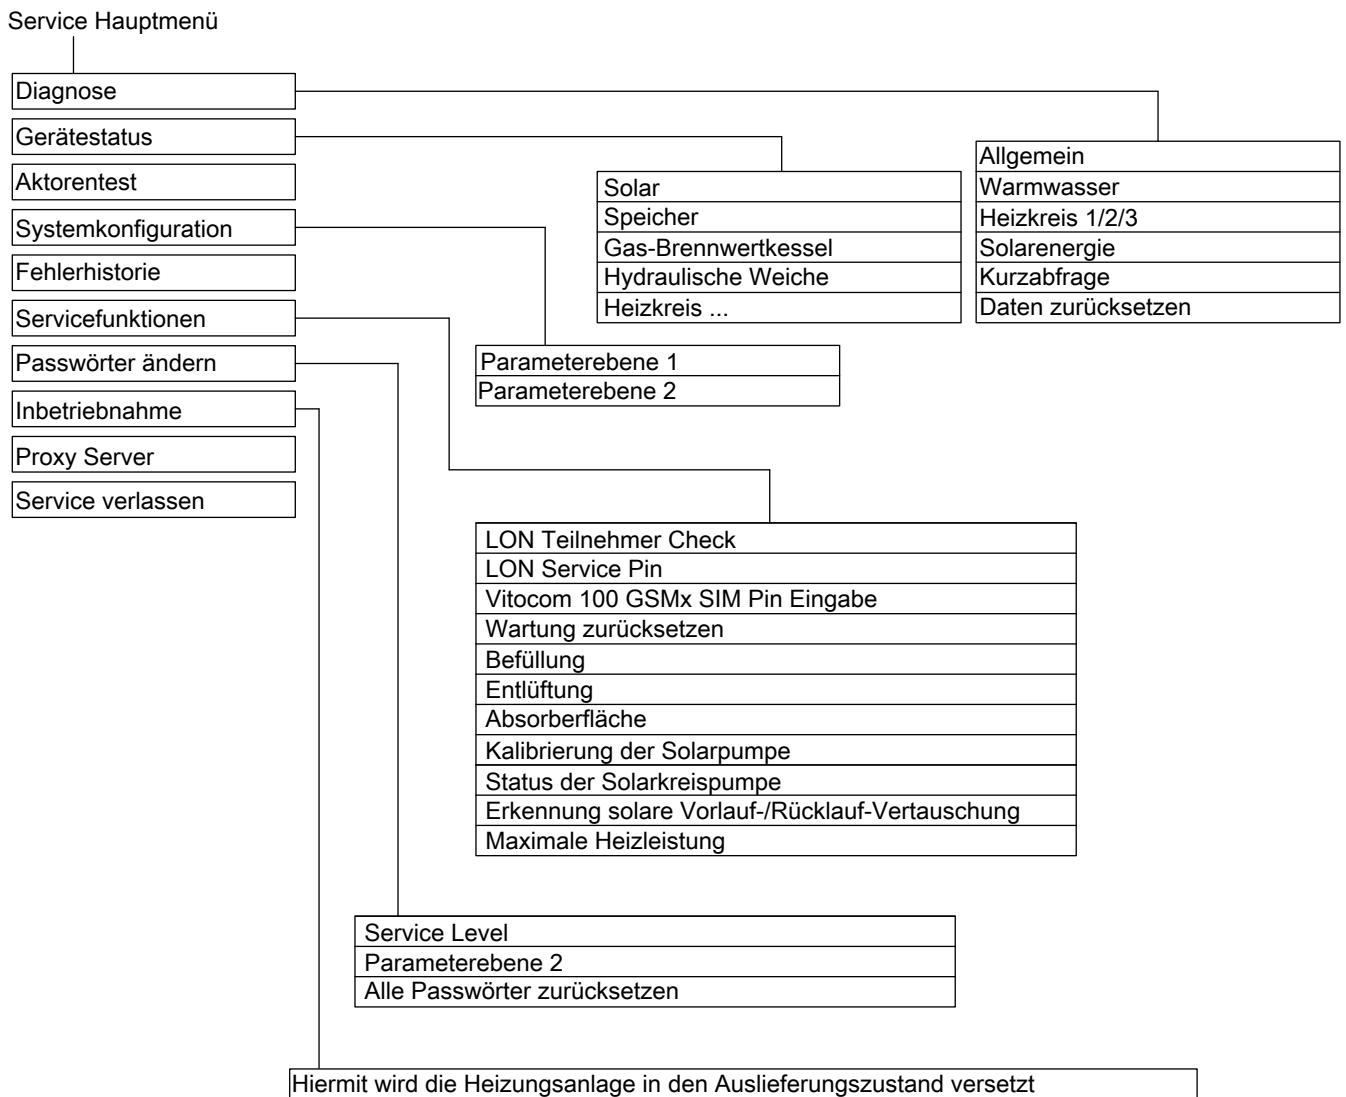 Service Hauptmenü
Diagnose
Gerätestatus
Aktorentest
Systemkonfiguration
Fehlerhistorie
Servicefunktionen
Passwörter ändern
Inbetriebnahme
Proxy Server
Service verlassen
Allgemein
Warmwasser
Heizkreis 1/2/3
Solarenergie
Kurzabfrage
Daten zurücksetzen
Solar
Speicher
Gas-Brennwertkessel
Hydraulische Weiche
Heizkreis ...
Parameterebene 1
Parameterebene 2
LON Teilnehmer Check
LON Service Pin
Vitocom 100 GSMx SIM Pin Eingabe
Wartung zurücksetzen
Befüllung
Entlüftung
Absorberfläche
Kalibrierung der Solarpumpe
Status der Solarkreispumpe
Erkennung solare Vorlauf-/Rücklauf-Vertauschung
Maximale Heizleistung
Service Level
Parameterebene 2
Alle Passwörter zurücksetzen
Hiermit wird die Heizungsanlage in den Auslieferungszustand versetzt